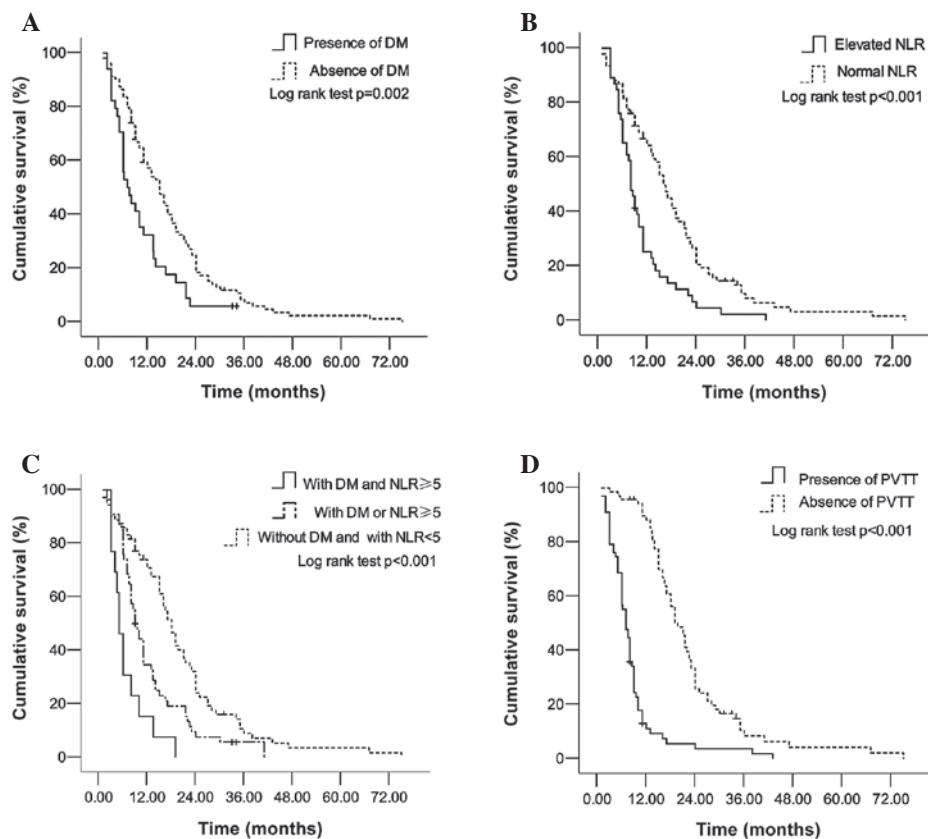 A
Presence of DM
Absence of DM
Log rank test p=0.002
Cumulative survival (%)
100
80
60
40
20
0
0.00 12.00 24.00 36.00 48.00 60.00 72.00
Time (months)
B
Elevated NLR
Normal NLR
Log rank test p<0.001
Cumulative survival (%)
100
80
60
40
20
0
0.00 12.00 24.00 36.00 48.00 60.00 72.00
Time (months)
C
With DM and NLR≥5
With DM or NLR≥5
Without DM and with NLR<5
Log rank test p<0.001
Cumulative survival (%)
100
80
60
40
20
0
0.00 12.00 24.00 36.00 48.00 60.00 72.00
Time (months)
D
Presence of PVTT
Absence of PVTT
Log rank test p<0.001
Cumulative survival (%)
100
80
60
40
20
0
0.00 12.00 24.00 36.00 48.00 60.00 72.00
Time (months)